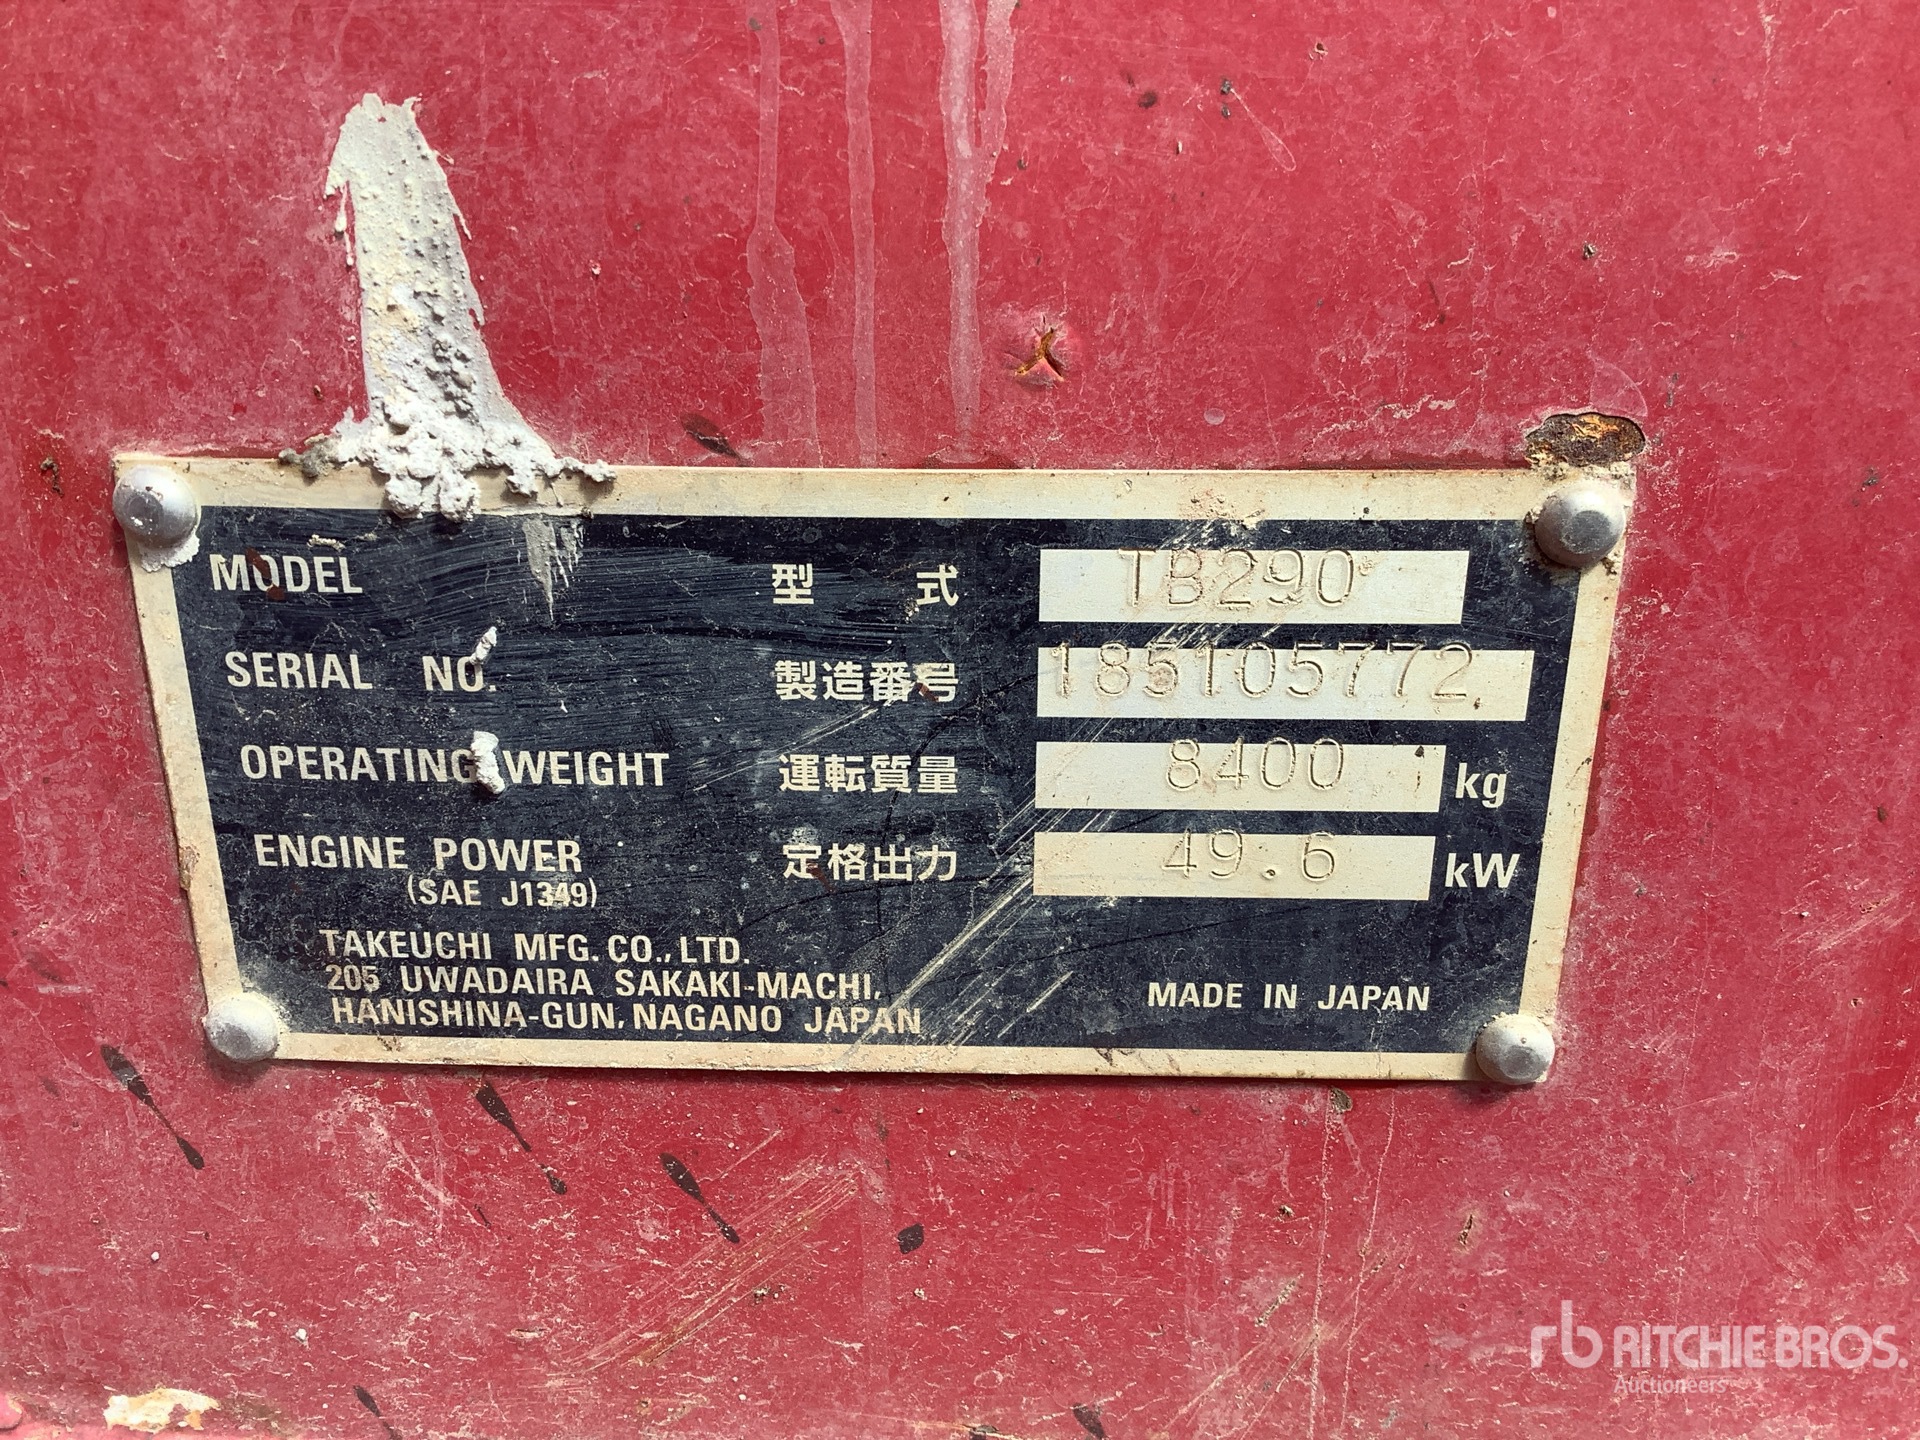 MODEL 型 式 TB290
SERIAL NO. 製造番号 185105772
OPERATING WEIGHT 運転質量 8400 kg
ENGINE POWER 定格出力 49.6 kW
(SAE J1349)
TAKEUCHI MFG. CO., LTD.
205 UWADAIRA SAKAKI-MACHI,
HANISHINA-GUN, NAGANO JAPAN
MADE IN JAPAN
rb RITCHIE BROS.
Auctioneers